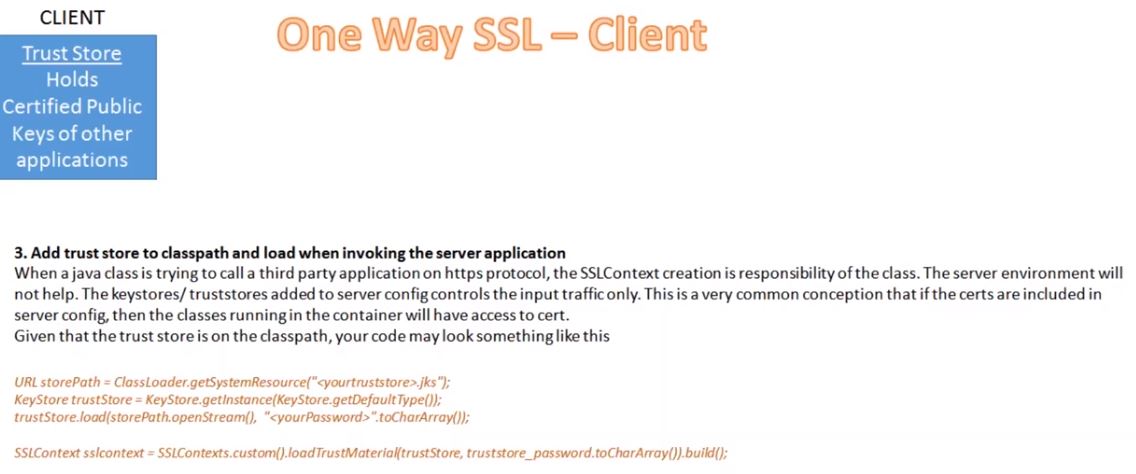 CLIENT
One Way SSL – Client
Trust Store
Holds
Certified Public
Keys of other
applications
3. Add trust store to classpath and load when invoking the server application
When a java class is trying to call a third party application on https protocol, the SSLContext creation is responsibility of the class. The server environment will
not help. The keystores/ truststores added to server config controls the input traffic only. This is a very common conception that if the certs are included in
server config, then the classes running in the container will have access to cert.
Given that the trust store is on the classpath, your code may look something like this
URL storePath = ClassLoader.getSystemResource("<yourtruststore>.jks");
KeyStore trustStore = KeyStore.getInstance(KeyStore.getDefaultType());
trustStore.load(storePath.openStream(), "<yourPassword>".toCharArray());
SSLContext sslcontext = SSLContexts.custom().loadTrustMaterial(trustStore, truststore_password.toCharArray()).build();